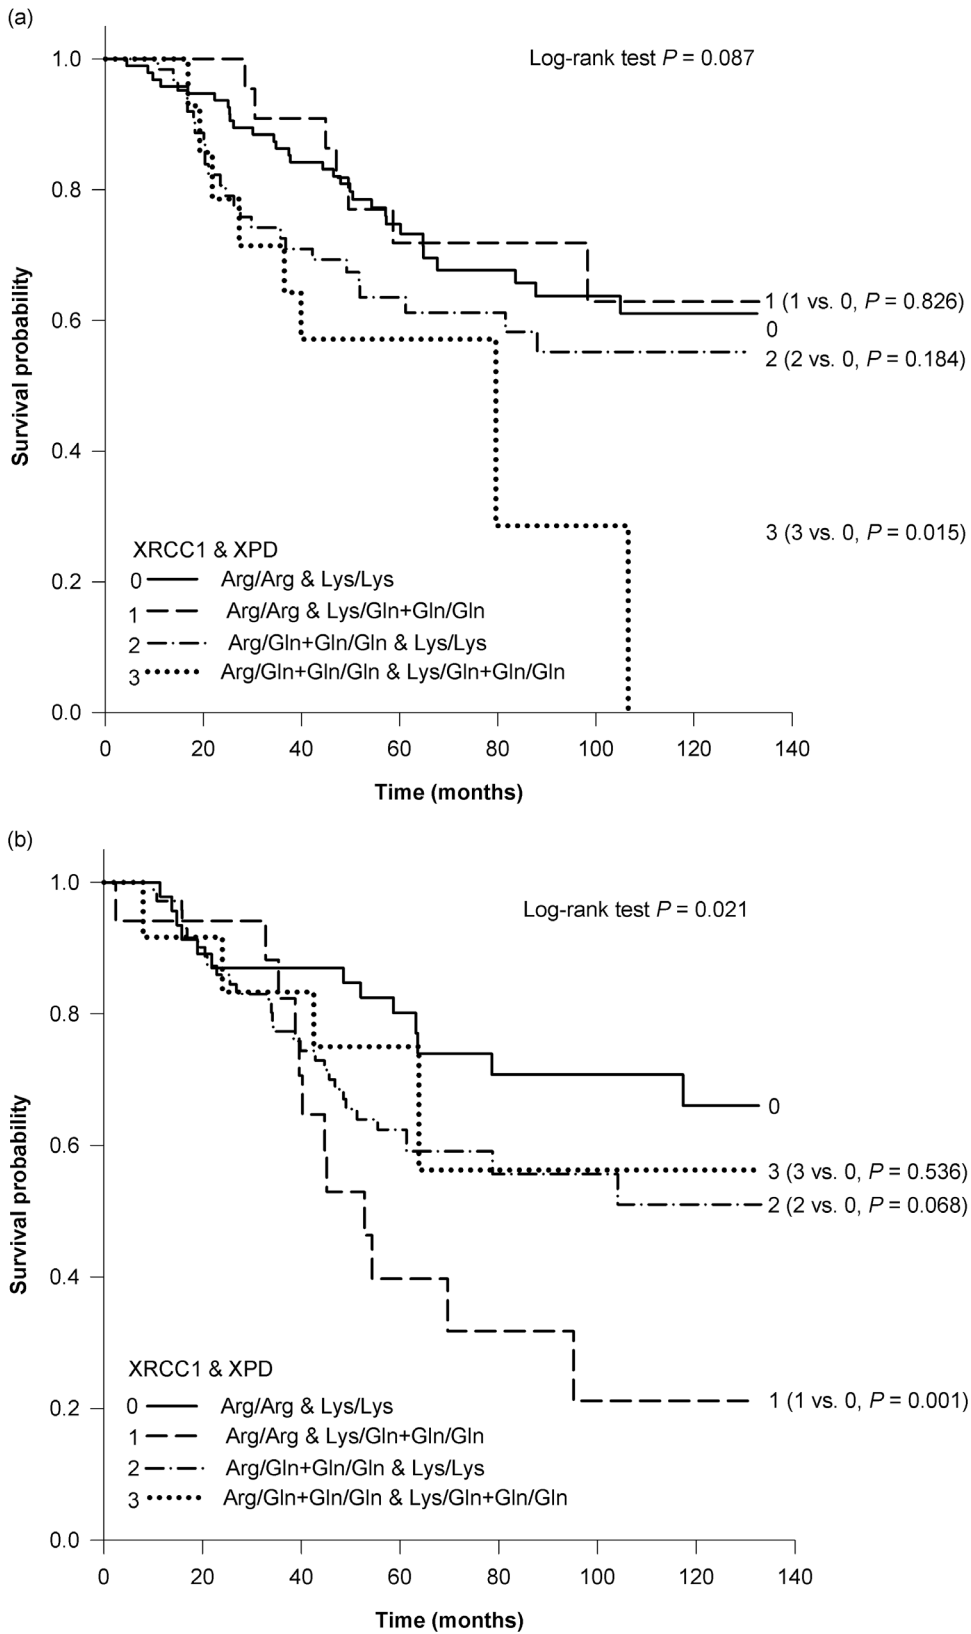 (a)
Log-rank test P = 0.087
1.0
0.8
0.6
0.4
0.2
0.0
Survival probability
1 (1 vs. 0, P = 0.826)
0
2 (2 vs. 0, P = 0.184)
3 (3 vs. 0, P = 0.015)
XRCC1 & XPD
0 Arg/Arg & Lys/Lys
1 Arg/Arg & Lys/Gln+Gln/Gln
2 Arg/Gln+Gln/Gln & Lys/Lys
3 Arg/Gln+Gln/Gln & Lys/Gln+Gln/Gln
0 20 40 60 80 100 120 140
Time (months)
(b)
Log-rank test P = 0.021
1.0
0.8
0.6
0.4
0.2
0.0
Survival probability
0
3 (3 vs. 0, P = 0.536)
2 (2 vs. 0, P = 0.068)
1 (1 vs. 0, P = 0.001)
XRCC1 & XPD
0 Arg/Arg & Lys/Lys
1 Arg/Arg & Lys/Gln+Gln/Gln
2 Arg/Gln+Gln/Gln & Lys/Lys
3 Arg/Gln+Gln/Gln & Lys/Gln+Gln/Gln
0 20 40 60 80 100 120 140
Time (months)